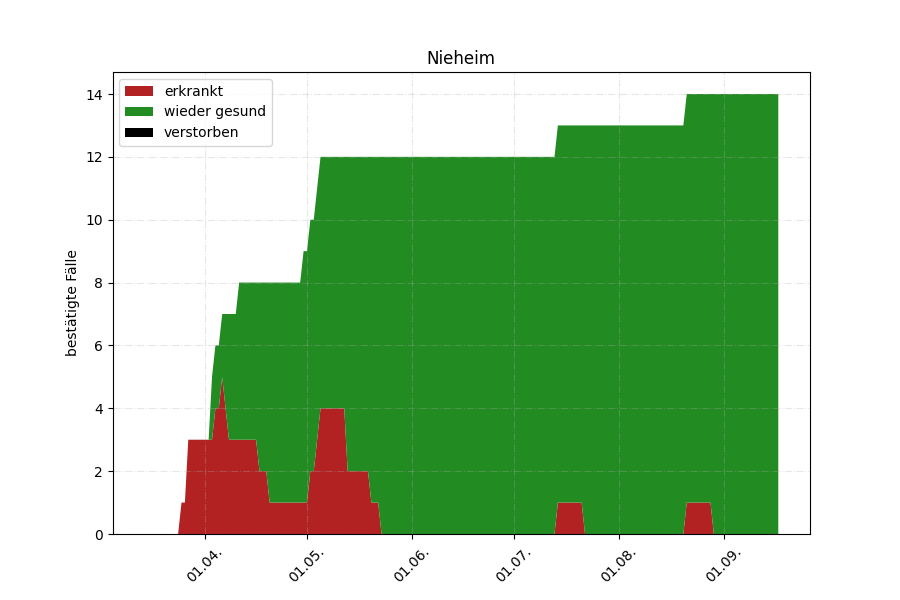 Nieheim
erkrankt
wieder gesund
verstorben
bestätigte Fälle
14
12
10
8
6
4
2
0
01.04.
01.05.
01.06.
01.07.
01.08.
01.09.